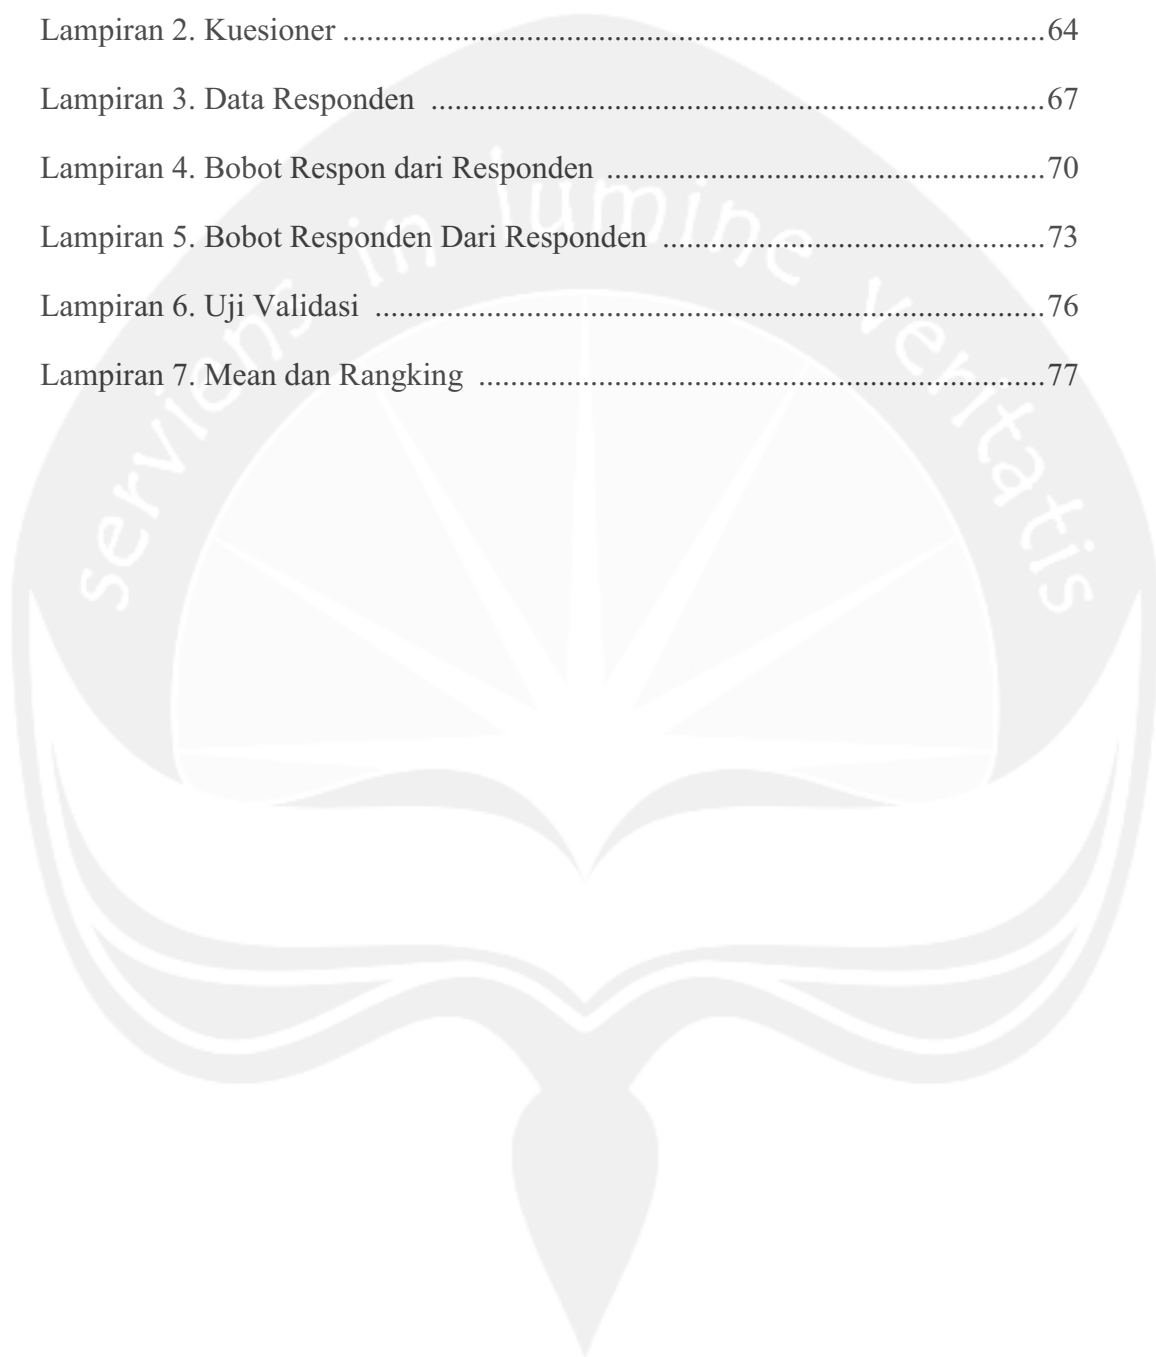 Lampiran 2. Kuesioner ........................................................................................64
Lampiran 3. Data Responden .............................................................................67
Lampiran 4. Bobot Respon dari Responden .......................................................70
Lampiran 5. Bobot Responden Dari Responden ................................................73
Lampiran 6. Uji Validasi ....................................................................................76
Lampiran 7. Mean dan Rangking .......................................................................77
serviens in lumine veritatis